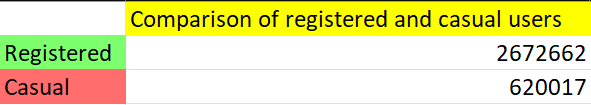 Comparison of registered and casual users
Registered 2672662
Casual 620017